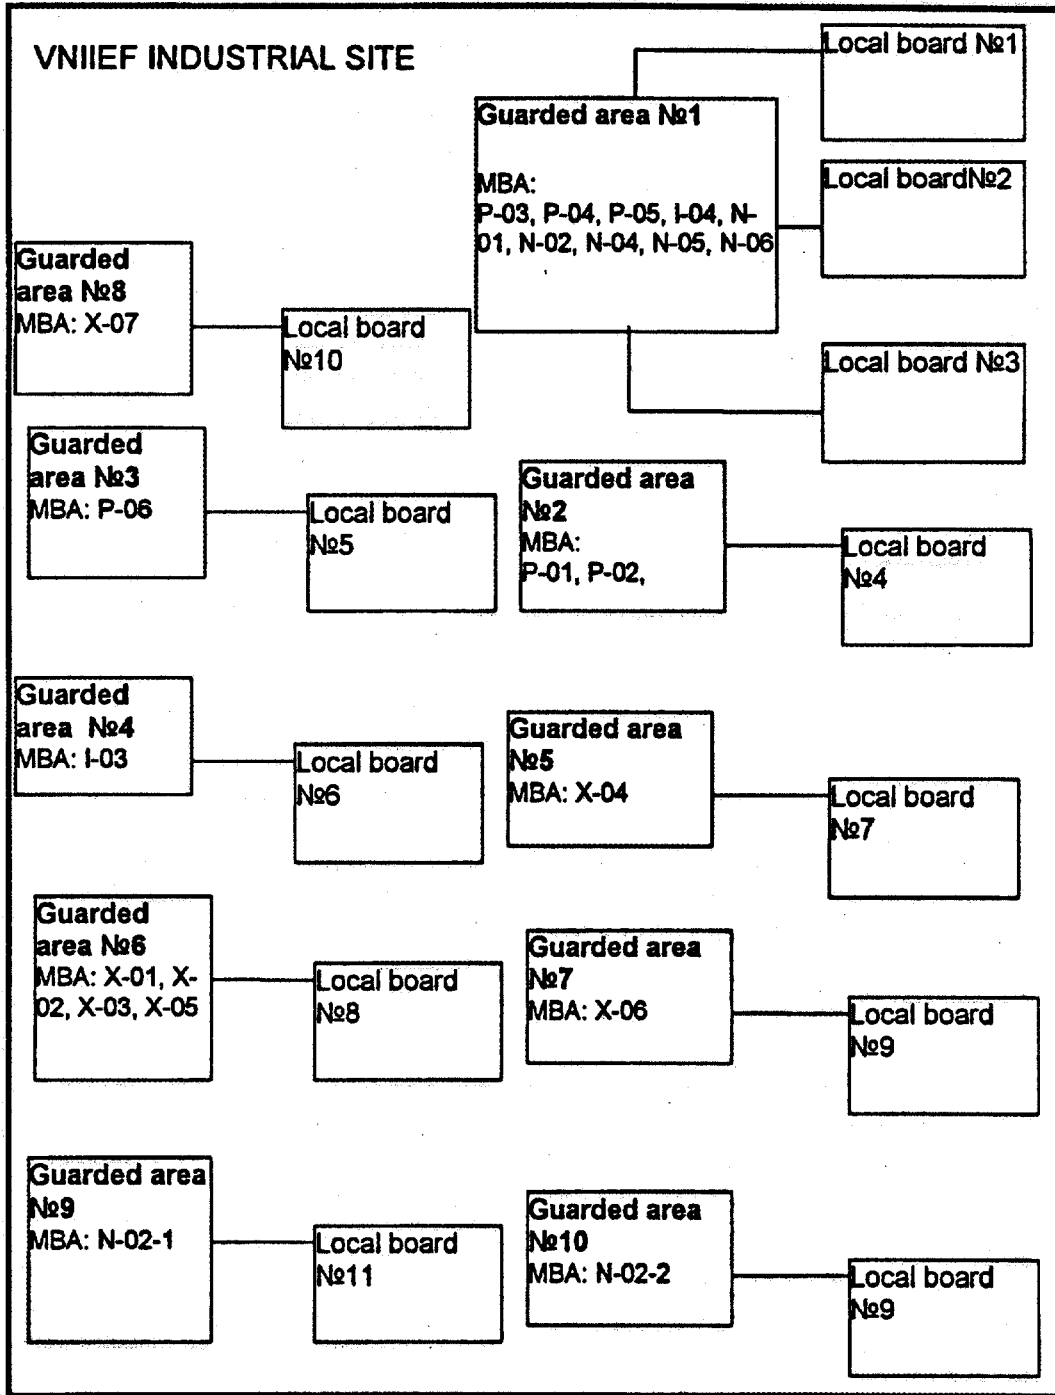 VNIIEF INDUSTRIAL SITE
Local board №1
Guarded area №1
MBA:
P-03, P-04, P-05, I-04, N-
01, N-02, N-04, N-05, N-06
Local board№2
Guarded
area №8
MBA: X-07
Local board
№10
Local board №3
Guarded
area №3
MBA: P-06
Local board
№5
Guarded area
№2
MBA:
P-01, P-02,
Local board
№4
Guarded
area №4
MBA: I-03
Local board
№6
Guarded area
№5
MBA: X-04
Local board
№7
Guarded
area №6
MBA: X-01, X-
02, X-03, X-05
Local board
№8
Guarded area
№7
MBA: X-06
Local board
№9
Guarded area
№9
MBA: N-02-1
Local board
№11
Guarded area
№10
MBA: N-02-2
Local board
№9